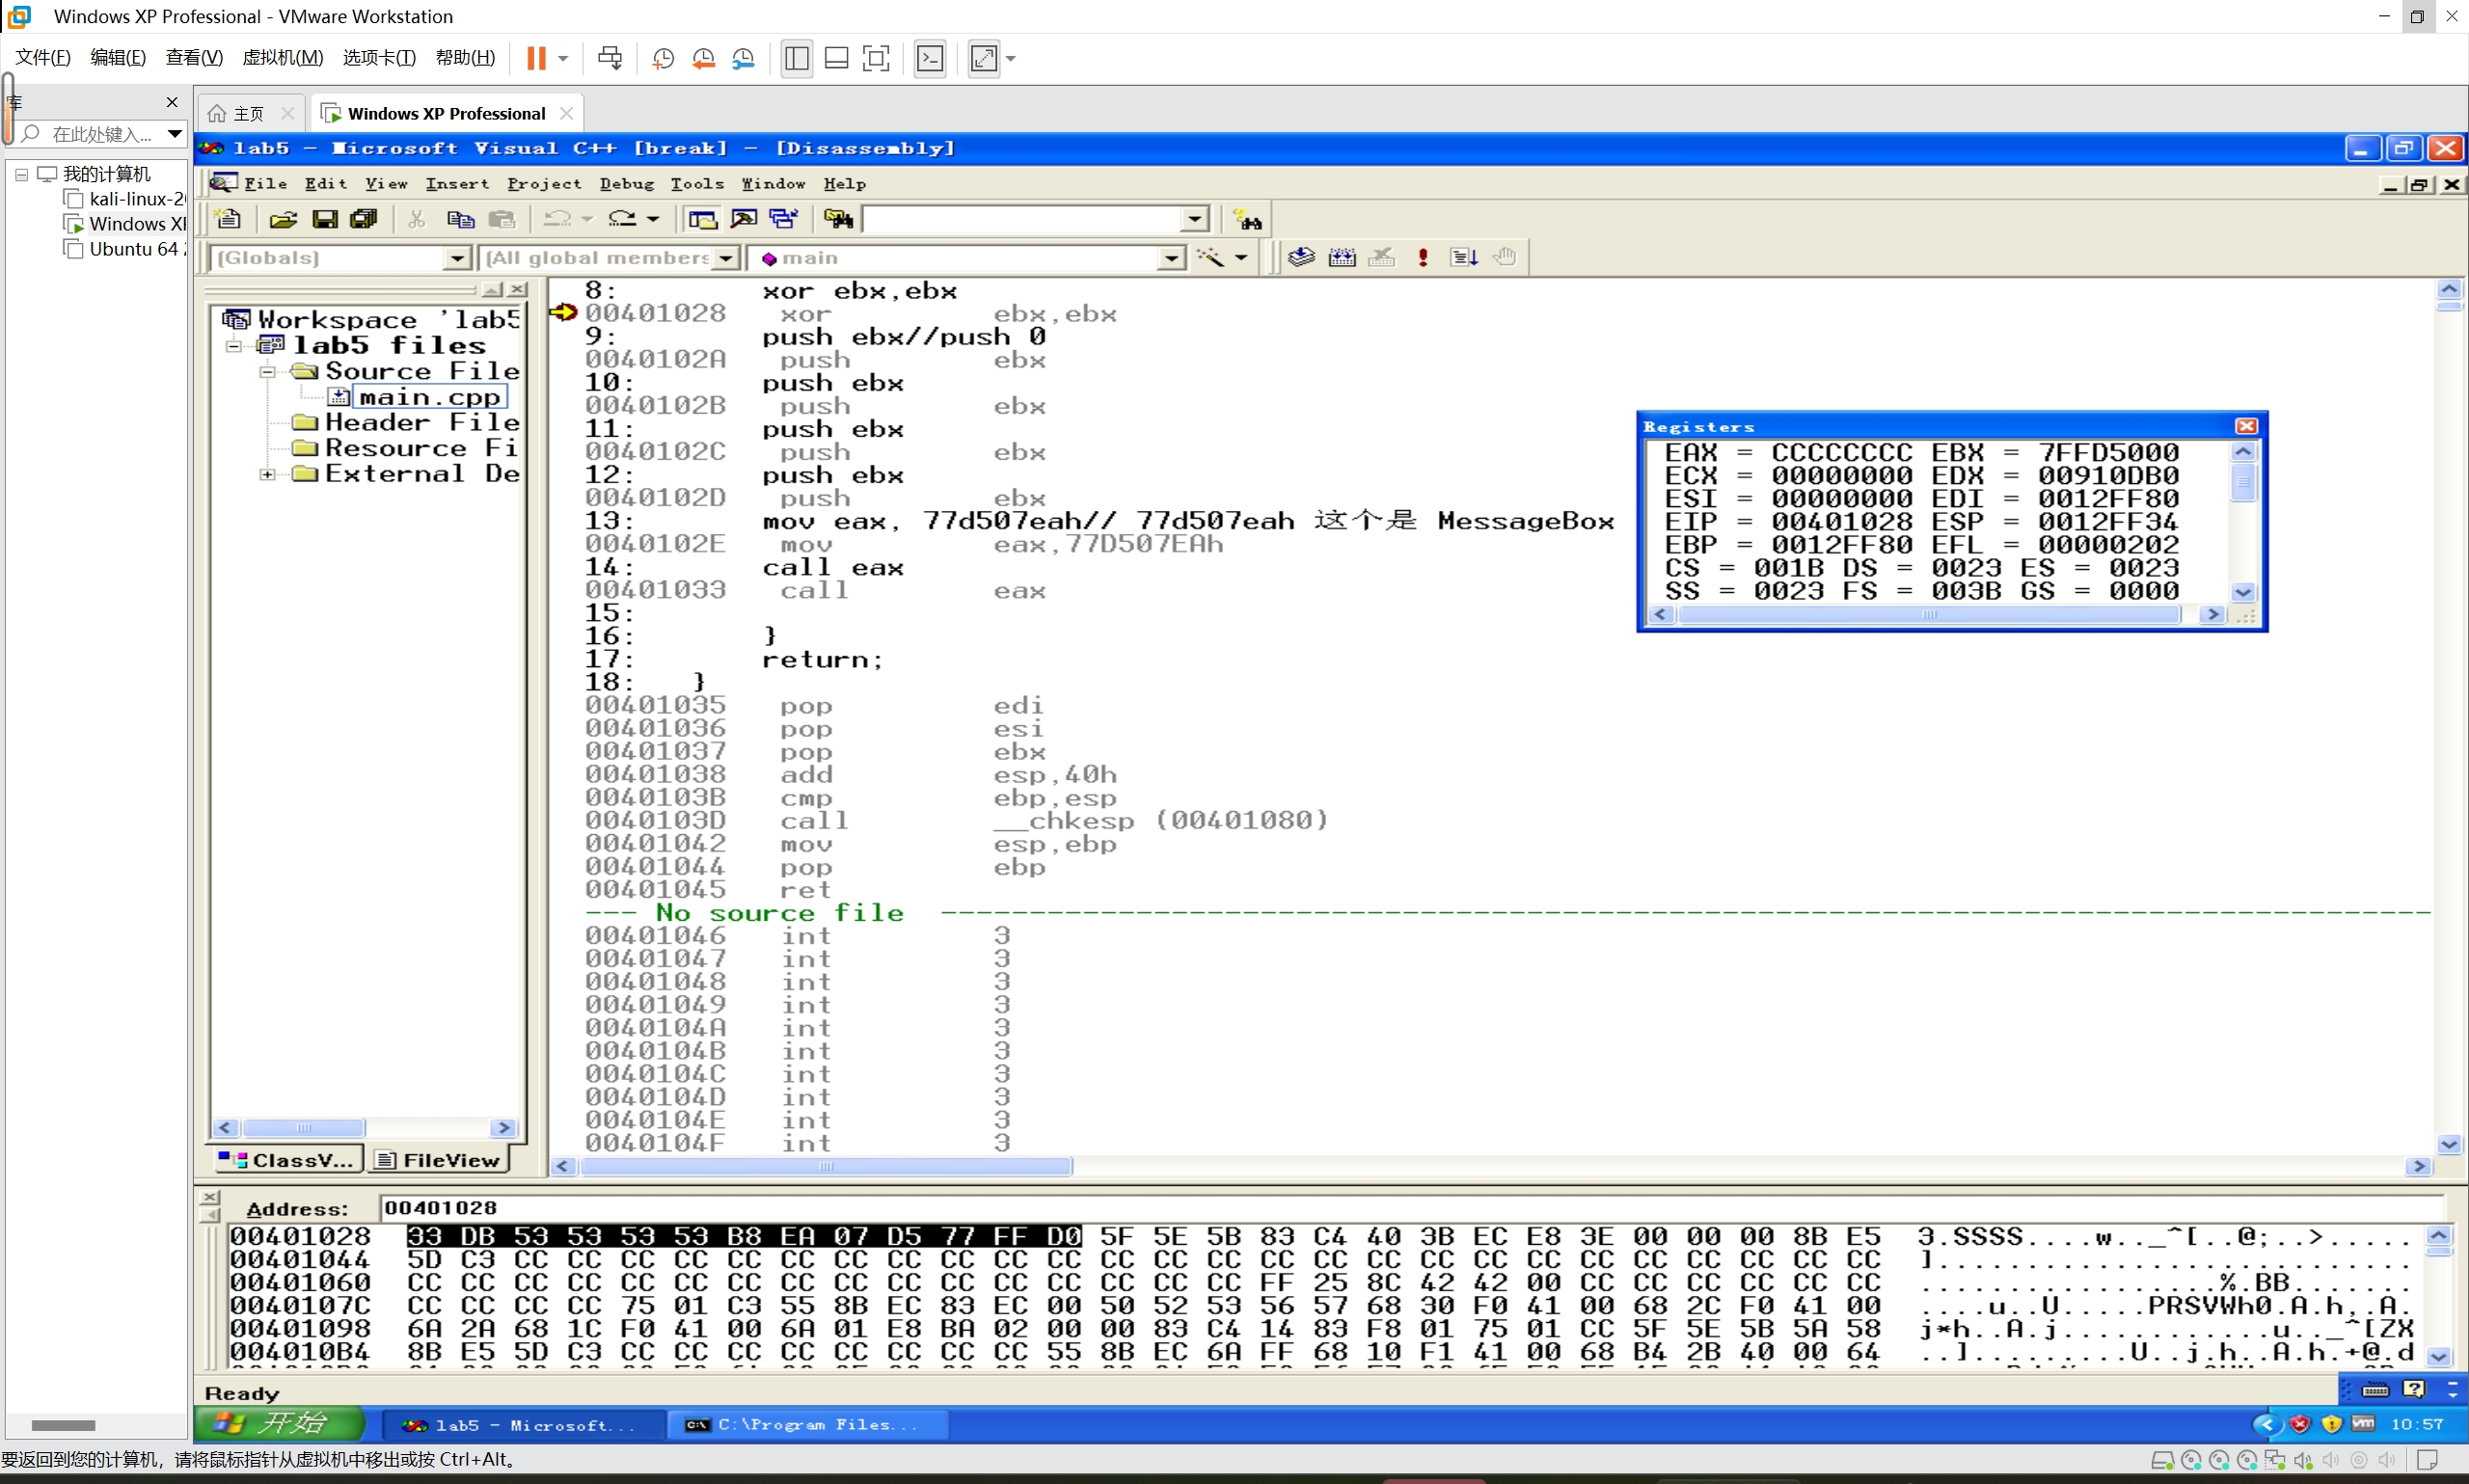 Windows XP Professional - VMware Workstation
文件(F) 编辑(E) 查看(V) 虚拟机(M) 选项卡(T) 帮助(H)
库
在此处键入...
我的计算机
kali-linux-2
Windows XI
Ubuntu 64
主页
Windows XP Professional
lab5 - Microsoft Visual C++ [break] - [Disassembly]
File Edit View Insert Project Debug Tools Window Help
(Globals) (All global members main
Workspace 'lab5
lab5 files
Source File
main.cpp
Header File
Resource Fi
External De
ClassV... FileView
8: xor ebx,ebx
00401028 xor ebx,ebx
9: push ebx//push 0
0040102A push ebx
10: push ebx
0040102B push ebx
11: push ebx
0040102C push ebx
12: push ebx
0040102D push ebx
13: mov eax, 77d507eah// 77d507eah 这个是 MessageBox
0040102E mov eax,77D507EAh
14: call eax
00401033 call eax
15:
16: }
17: return;
18: }
00401035 pop edi
00401036 pop esi
00401037 pop ebx
00401038 add esp,40h
0040103B cmp ebp,esp
0040103D call __chkesp (00401080)
00401042 mov esp,ebp
00401044 pop ebp
00401045 ret
--- No source file
00401046 int 3
00401047 int 3
00401048 int 3
00401049 int 3
0040104A int 3
0040104B int 3
0040104C int 3
0040104D int 3
0040104E int 3
0040104F int 3
Registers
EAX = CCCCCCCC EBX = 7FFD5000
ECX = 00000000 EDX = 00910DB0
ESI = 00000000 EDI = 0012FF80
EIP = 00401028 ESP = 0012FF34
EBP = 0012FF80 EFL = 00000202
CS = 001B DS = 0023 ES = 0023
SS = 0023 FS = 003B GS = 0000
Address: 00401028
00401028 33 DB 53 53 53 53 B8 EA 07 D5 77 FF D0 5F 5E 5B 83 C4 40 3B EC E8 3E 00 00 00 8B E5 3.SSSS....w.._^[..@;..>.....
00401044 5D C3 CC CC CC CC CC CC CC CC CC CC CC CC CC CC CC CC CC CC CC CC CC CC CC CC CC CC ]...........................
00401060 CC CC CC CC CC CC CC CC CC CC CC CC CC CC CC CC FF 25 8C 42 42 00 CC CC CC CC CC CC .................%.BB.......
0040107C CC CC CC CC 75 01 C3 55 8B EC 83 EC 00 50 52 53 56 57 68 30 F0 41 00 68 2C F0 41 00 ....u..U.....PRSVWh0.A.h,.A.
00401098 6A 2A 68 1C F0 41 00 6A 01 E8 BA 02 00 00 83 C4 14 83 F8 01 75 01 CC 5F 5E 5B 5A 58 j*h..A.j............u.._^[ZX
004010B4 8B E5 5D C3 CC CC CC CC CC CC CC CC 55 8B EC 6A FF 68 10 F1 41 00 68 B4 2B 40 00 64 ..].........U..j.h..A.h.+@.d
Ready
开始 lab5 - Microsoft... C:\Program Files... 10:57
要返回到您的计算机，请将鼠标指针从虚拟机中移出或按 Ctrl+Alt。